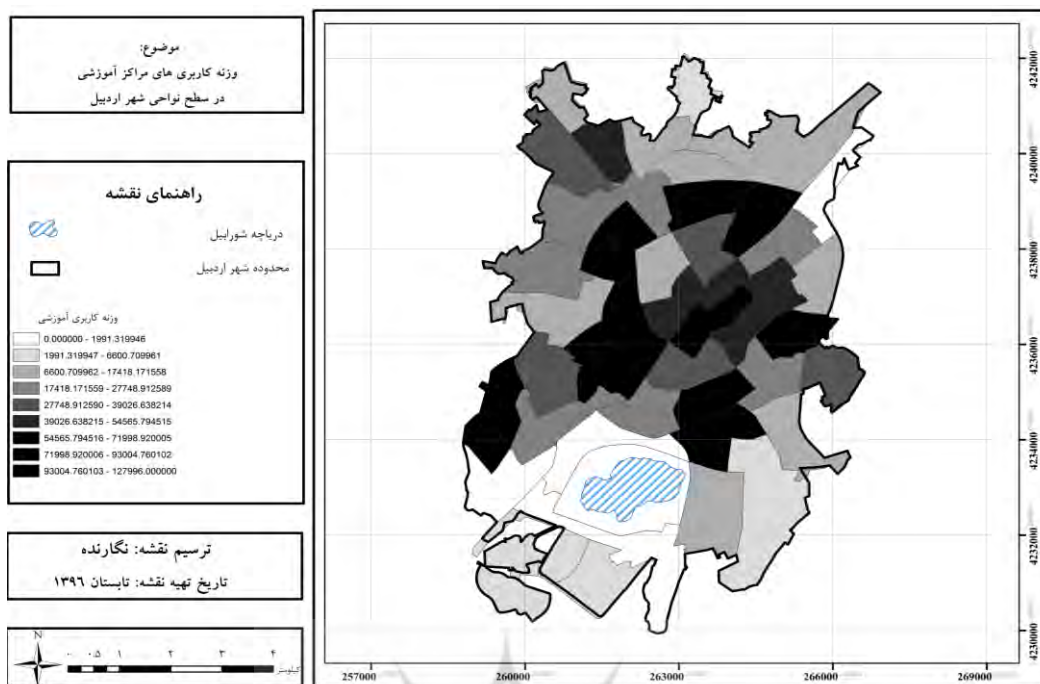 موضوع:
وزنه کاربری های مراکز آموزشی
در سطح نواحی شهر اردبیل
راهنمای نقشه
دریاچه شورابیل
محدوده شهر اردبیل
وزنه کاربری آموزشی
0.000000 - 1991.319946
1991.319947 - 6600.709961
6600.709962 - 17418.171558
17418.171559 - 27748.912589
27748.912590 - 39026.638214
39026.638215 - 54565.794515
54565.794516 - 71998.920005
71998.920006 - 93004.760102
93004.760103 - 127996.000000
ترسیم نقشه: نگارنده
تاریخ تهیه نقشه: تابستان ۱۳۹۶
N
۰ ۰.۵ ۱ ۲ ۳ ۴
کیلومتر
4242000
4240000
4238000
4236000
4234000
4232000
4230000
257000 260000 263000 266000 269000